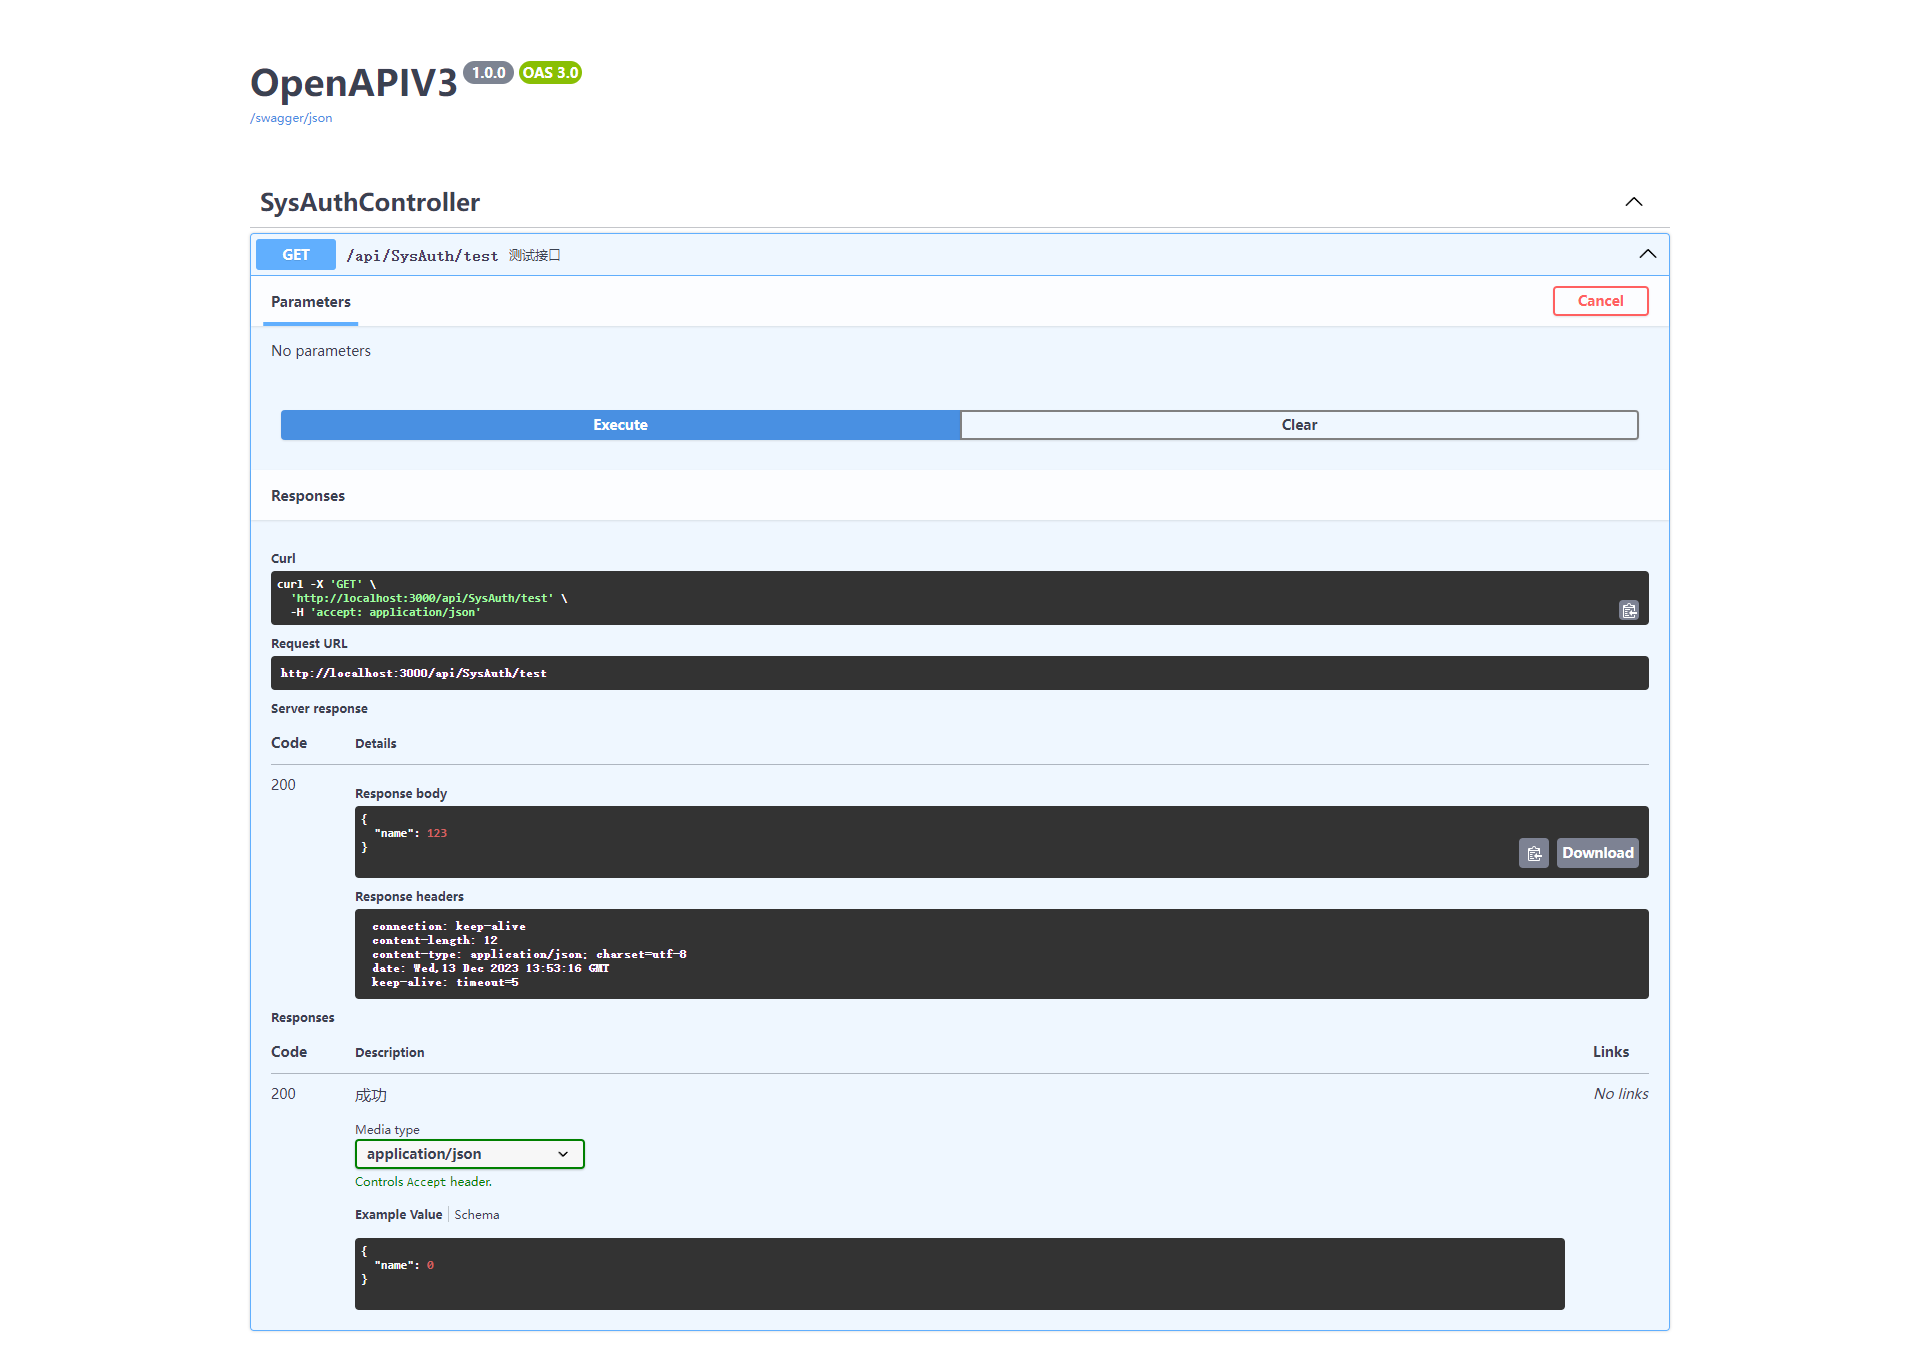 OpenAPIV3 1.0.0 OAS 3.0
/swagger/json
SysAuthController
GET /api/SysAuth/test 测试接口
Parameters Cancel
No parameters
Execute Clear
Responses
Curl
curl -X 'GET' \
'http://localhost:3000/api/SysAuth/test' \
-H 'accept: application/json'
Request URL
http://localhost:3000/api/SysAuth/test
Server response
Code Details
200
Response body
{
"name": 123
}
Download
Response headers
connection: keep-alive
content-length: 12
content-type: application/json; charset=utf-8
date: Wed,13 Dec 2023 13:53:16 GMT
keep-alive: timeout=5
Responses
Code Description Links
200 成功 No links
Media type
application/json
Controls Accept header.
Example Value Schema
{
"name": 0
}